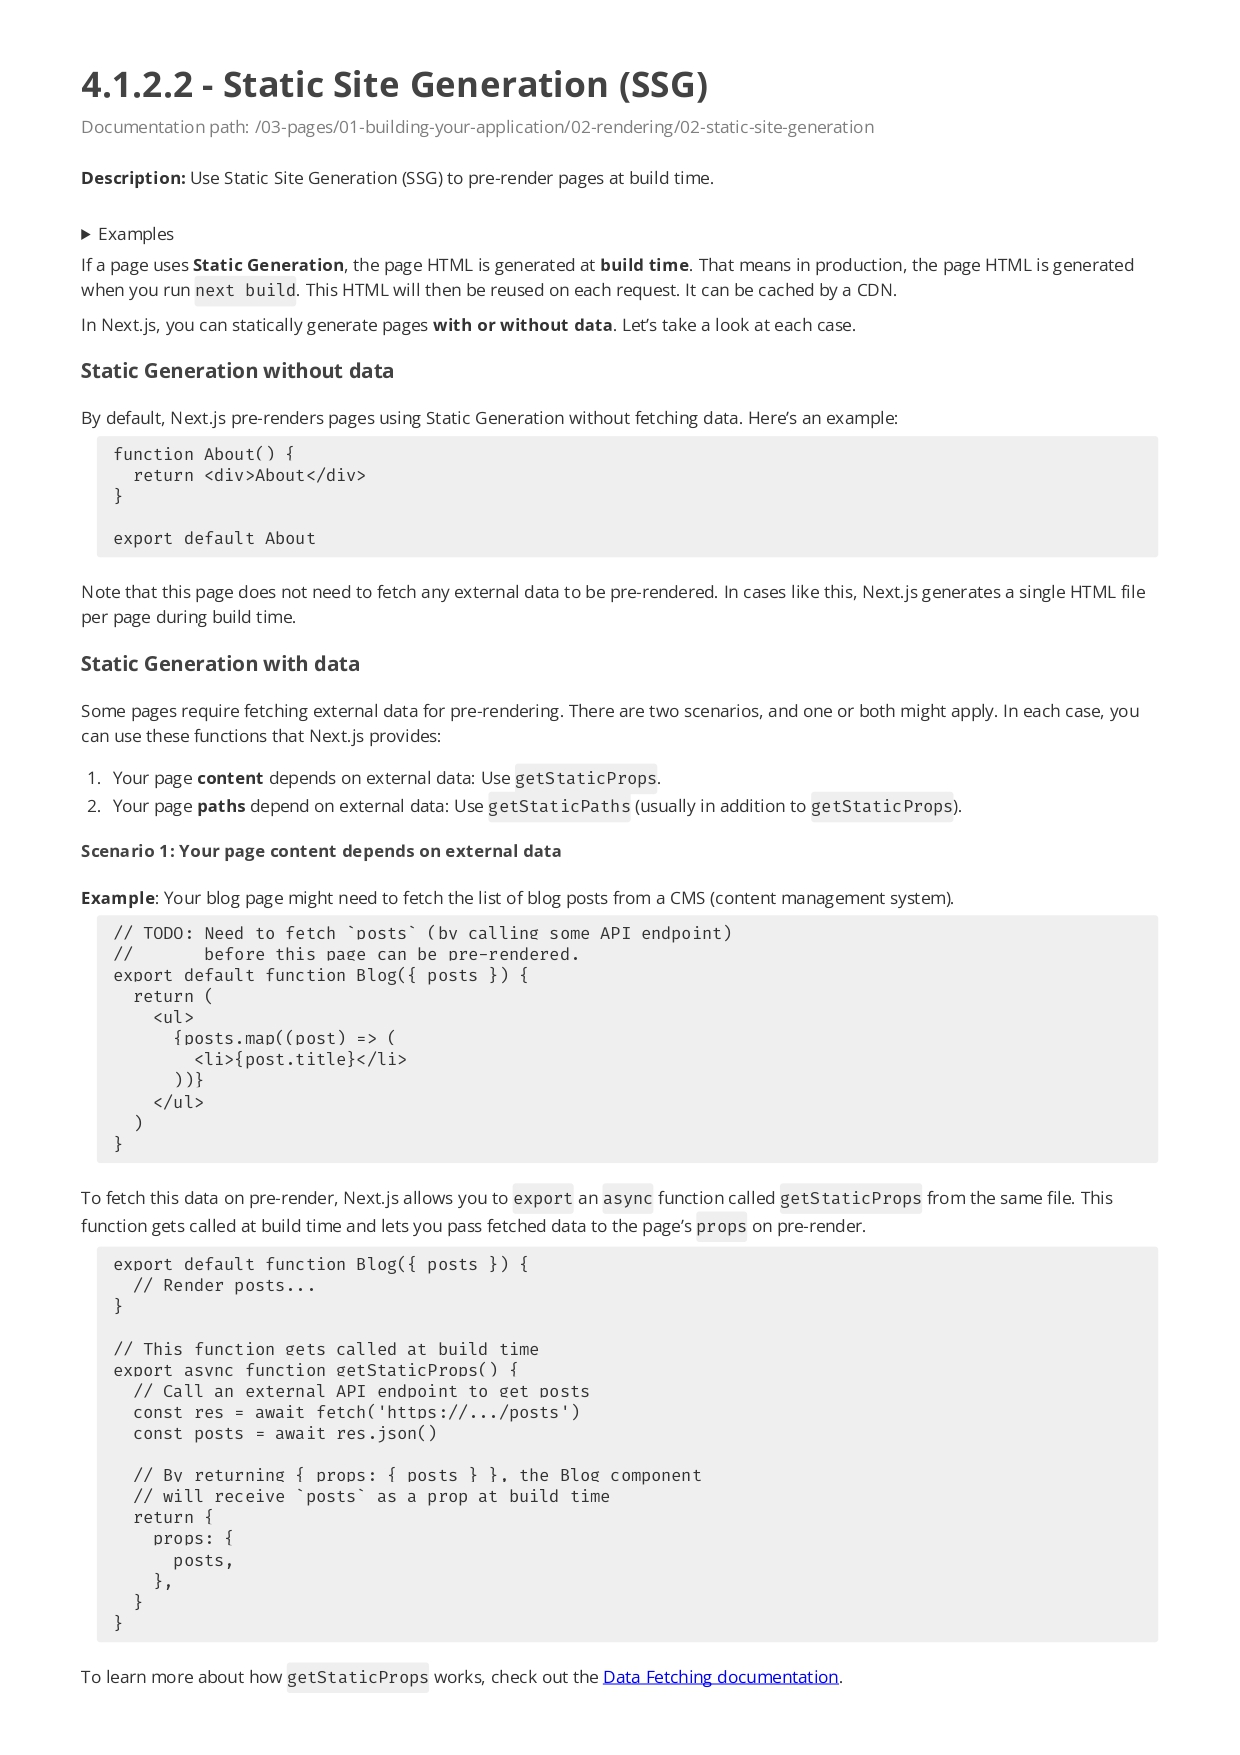 4.1.2.2 - Static Site Generation (SSG)
Documentation path: /03-pages/01-building-your-application/02-rendering/02-static-site-generation
Description: Use Static Site Generation (SSG) to pre-render pages at build time.
▶ Examples
If a page uses Static Generation, the page HTML is generated at build time. That means in production, the page HTML is generated
when you run next build. This HTML will then be reused on each request. It can be cached by a CDN.
In Next.js, you can statically generate pages with or without data. Let’s take a look at each case.
Static Generation without data
By default, Next.js pre-renders pages using Static Generation without fetching data. Here’s an example:
function About() {
  return <div>About</div>
}
export default About
Note that this page does not need to fetch any external data to be pre-rendered. In cases like this, Next.js generates a single HTML file
per page during build time.
Static Generation with data
Some pages require fetching external data for pre-rendering. There are two scenarios, and one or both might apply. In each case, you
can use these functions that Next.js provides:
1. Your page content depends on external data: Use getStaticProps.
2. Your page paths depend on external data: Use getStaticPaths (usually in addition to getStaticProps).
Scenario 1: Your page content depends on external data
Example: Your blog page might need to fetch the list of blog posts from a CMS (content management system).
// TODO: Need to fetch `posts` (by calling some API endpoint)
//       before this page can be pre-rendered.
export default function Blog({ posts }) {
  return (
    <ul>
      {posts.map((post) => (
        <li>{post.title}</li>
      ))}
    </ul>
  )
}
To fetch this data on pre-render, Next.js allows you to export an async function called getStaticProps from the same file. This
function gets called at build time and lets you pass fetched data to the page’s props on pre-render.
export default function Blog({ posts }) {
  // Render posts...
}
// This function gets called at build time
export async function getStaticProps() {
  // Call an external API endpoint to get posts
  const res = await fetch('https://.../posts')
  const posts = await res.json()
  // By returning { props: { posts } }, the Blog component
  // will receive `posts` as a prop at build time
  return {
    props: {
      posts,
    },
  }
}
To learn more about how getStaticProps works, check out the Data Fetching documentation.